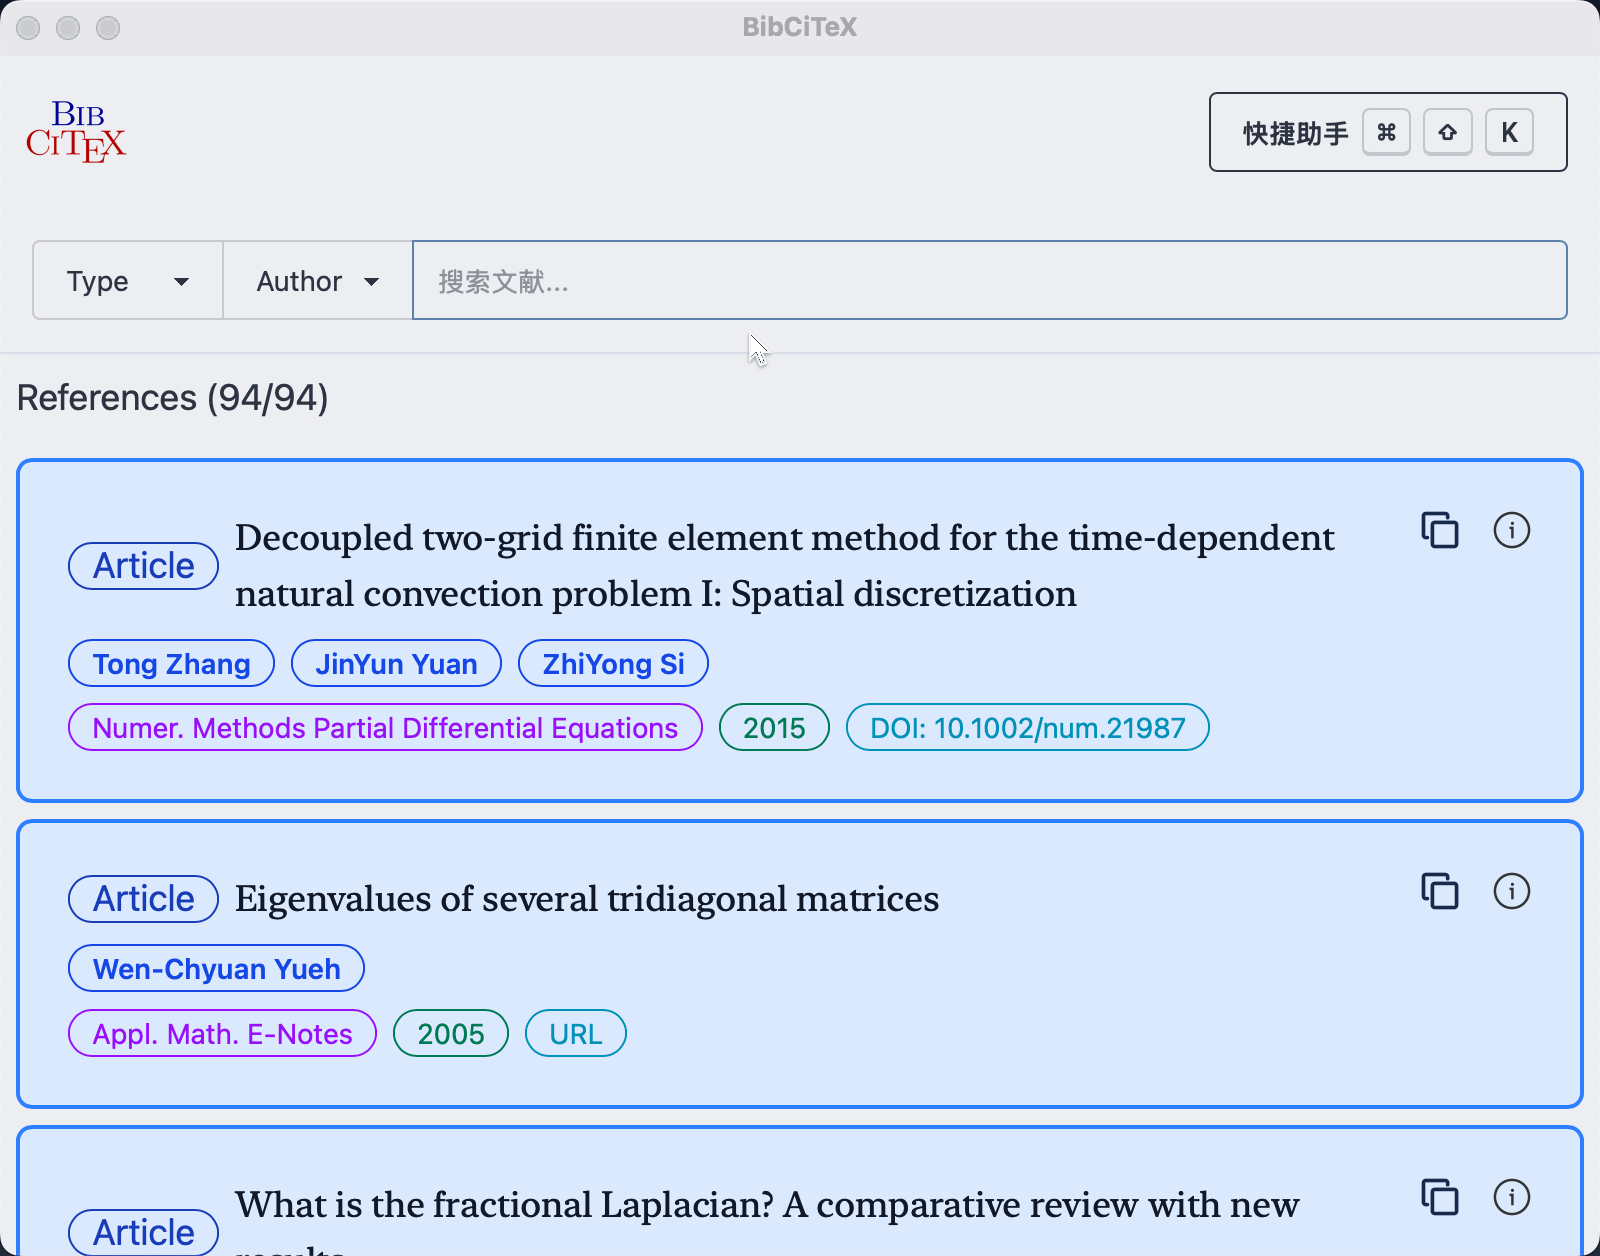 BibCiTeX
BIB
CITEX
快捷助手 ⌘ ⇧ K
Type Author 搜索文献...
References (94/94)
Article Decoupled two-grid finite element method for the time-dependent
natural convection problem I: Spatial discretization
Tong Zhang JinYun Yuan ZhiYong Si
Numer. Methods Partial Differential Equations 2015 DOI: 10.1002/num.21987
Article Eigenvalues of several tridiagonal matrices
Wen-Chyuan Yueh
Appl. Math. E-Notes 2005 URL
Article What is the fractional Laplacian? A comparative review with new